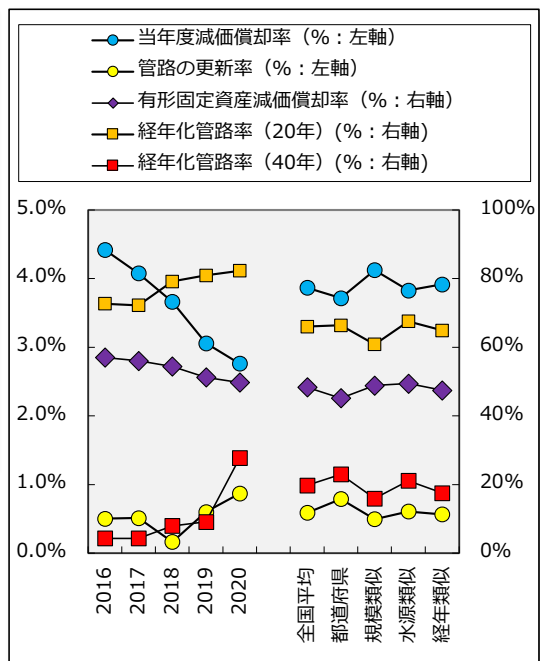 当年度減価償却率（%：左軸）
管路の更新率（%：左軸）
有形固定資産減価償却率（%：右軸）
経年化管路率（20年）(%：右軸)
経年化管路率（40年）(%：右軸)
5.0%
4.0%
3.0%
2.0%
1.0%
0.0%
100%
80%
60%
40%
20%
0%
2016
2017
2018
2019
2020
全国平均
都道府県
規模類似
水源類似
経年類似